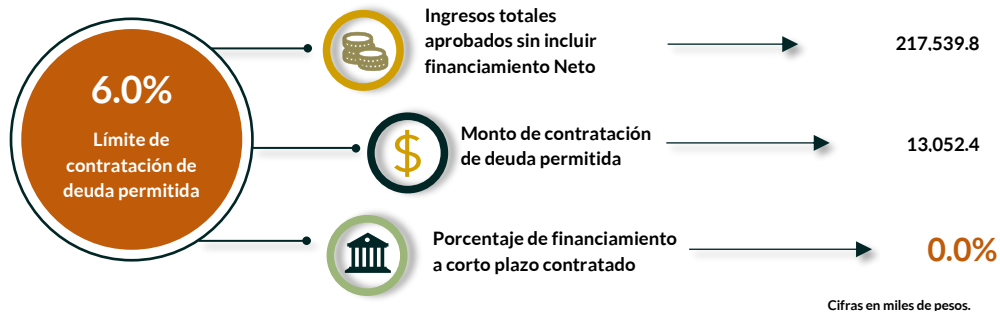 6.0%
Límite de
contratación de
deuda permitida
Ingresos totales
aprobados sin incluir
financiamiento Neto
217,539.8
$
Monto de contratación
de deuda permitida
13,052.4
Porcentaje de financiamiento
a corto plazo contratado
0.0%
Cifras en miles de pesos.